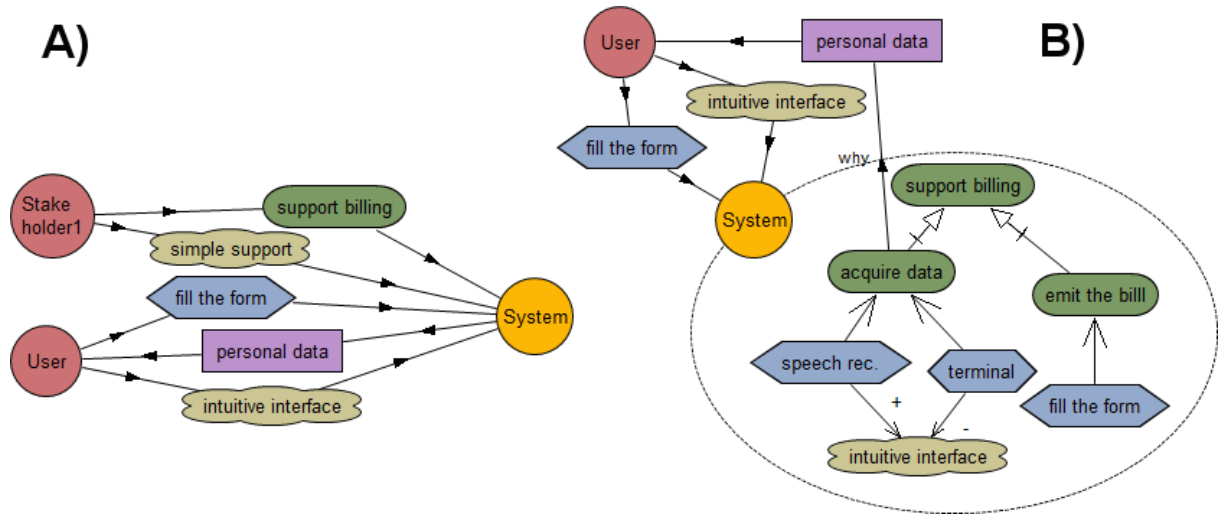 A)
Stake
holder1
support billing
simple support
fill the form
System
User
personal data
intuitive interface
B)
User
personal data
intuitive interface
fill the form
why
System
support billing
acquire data
emit the billl
speech rec.
terminal
fill the form
+
-
intuitive interface